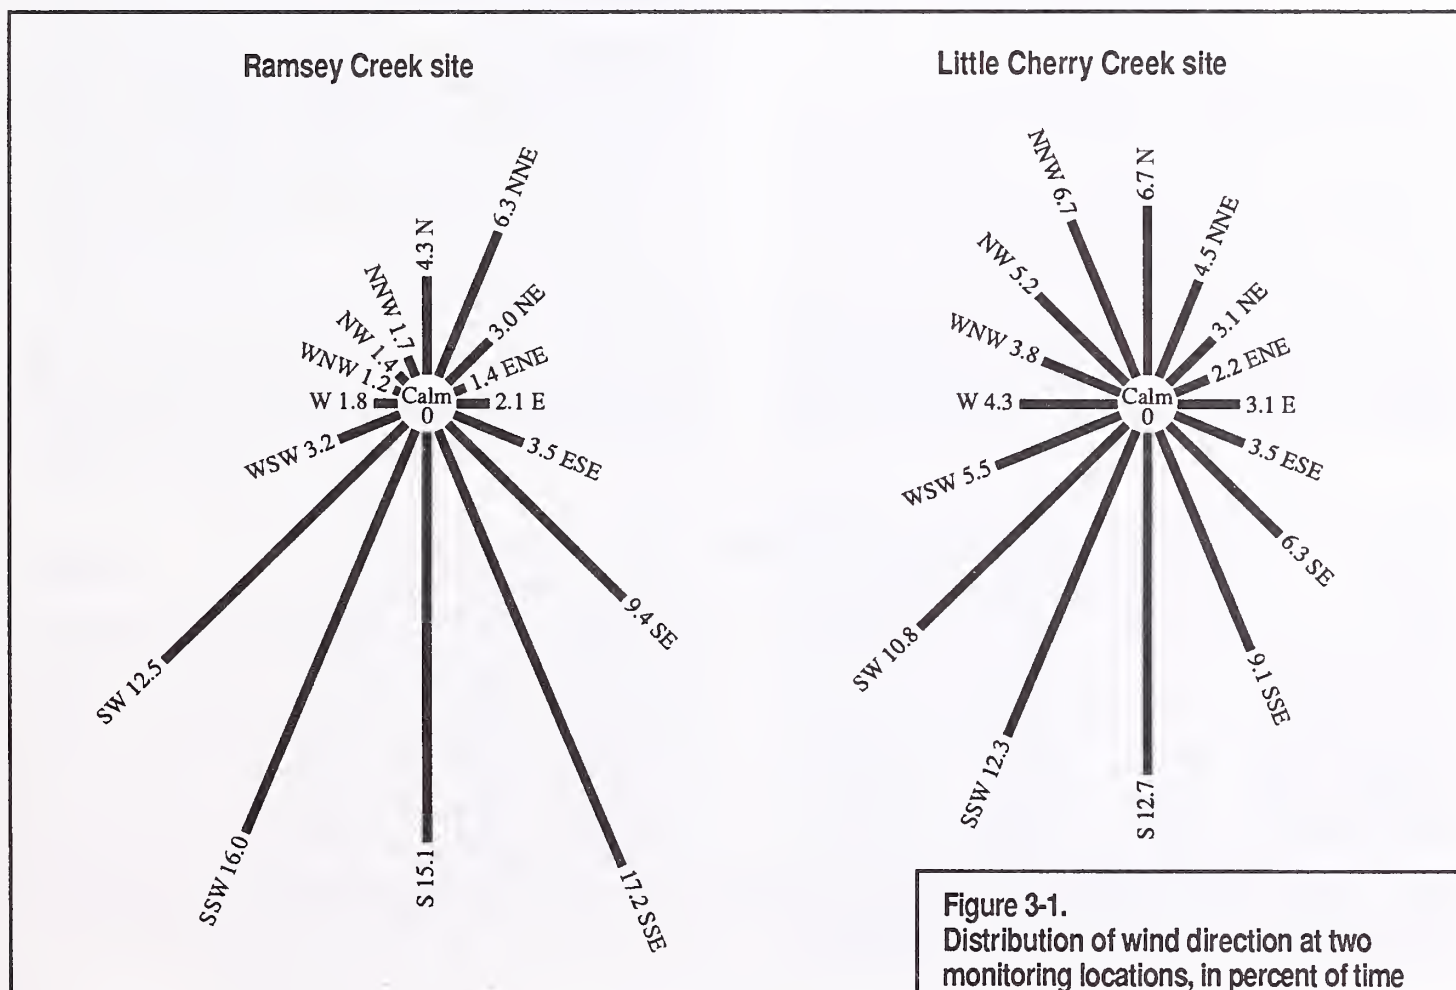 Ramsey Creek site
4.3 N
6.3 NNE
3.0 NE
1.4 ENE
2.1 E
3.5 ESE
9.4 SE
17.2 SSE
S 15.1
SSW 16.0
SW 12.5
WSW 3.2
W 1.8
WNW 1.2
NW 1.4
NNW 1.7
Calm
0
Little Cherry Creek site
6.7 N
4.5 NNE
3.1 NE
2.2 ENE
3.1 E
3.5 ESE
6.3 SE
9.1 SSE
S 12.7
SSW 12.3
SW 10.8
WSW 5.5
W 4.3
WNW 3.8
NW 5.2
NNW 6.7
Calm
0
Figure 3-1.
Distribution of wind direction at two
monitoring locations, in percent of time